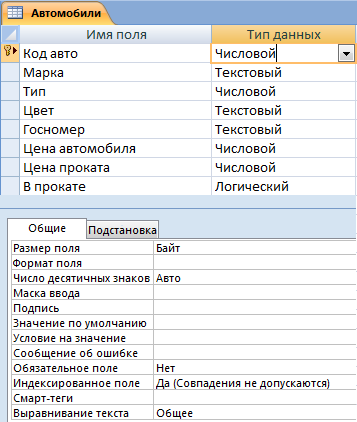 Автомобили
Имя поля Тип данных
Код авто Числовой
Марка Текстовый
Тип Числовой
Цвет Текстовый
Госномер Текстовый
Цена автомобиля Числовой
Цена проката Числовой
В прокате Логический
Общие Подстановка
Размер поля Байт
Формат поля
Число десятичных знаков Авто
Маска ввода
Подпись
Значение по умолчанию
Условие на значение
Сообщение об ошибке
Обязательное поле Нет
Индексированное поле Да (Совпадения не допускаются)
Смарт-теги
Выравнивание текста Общее